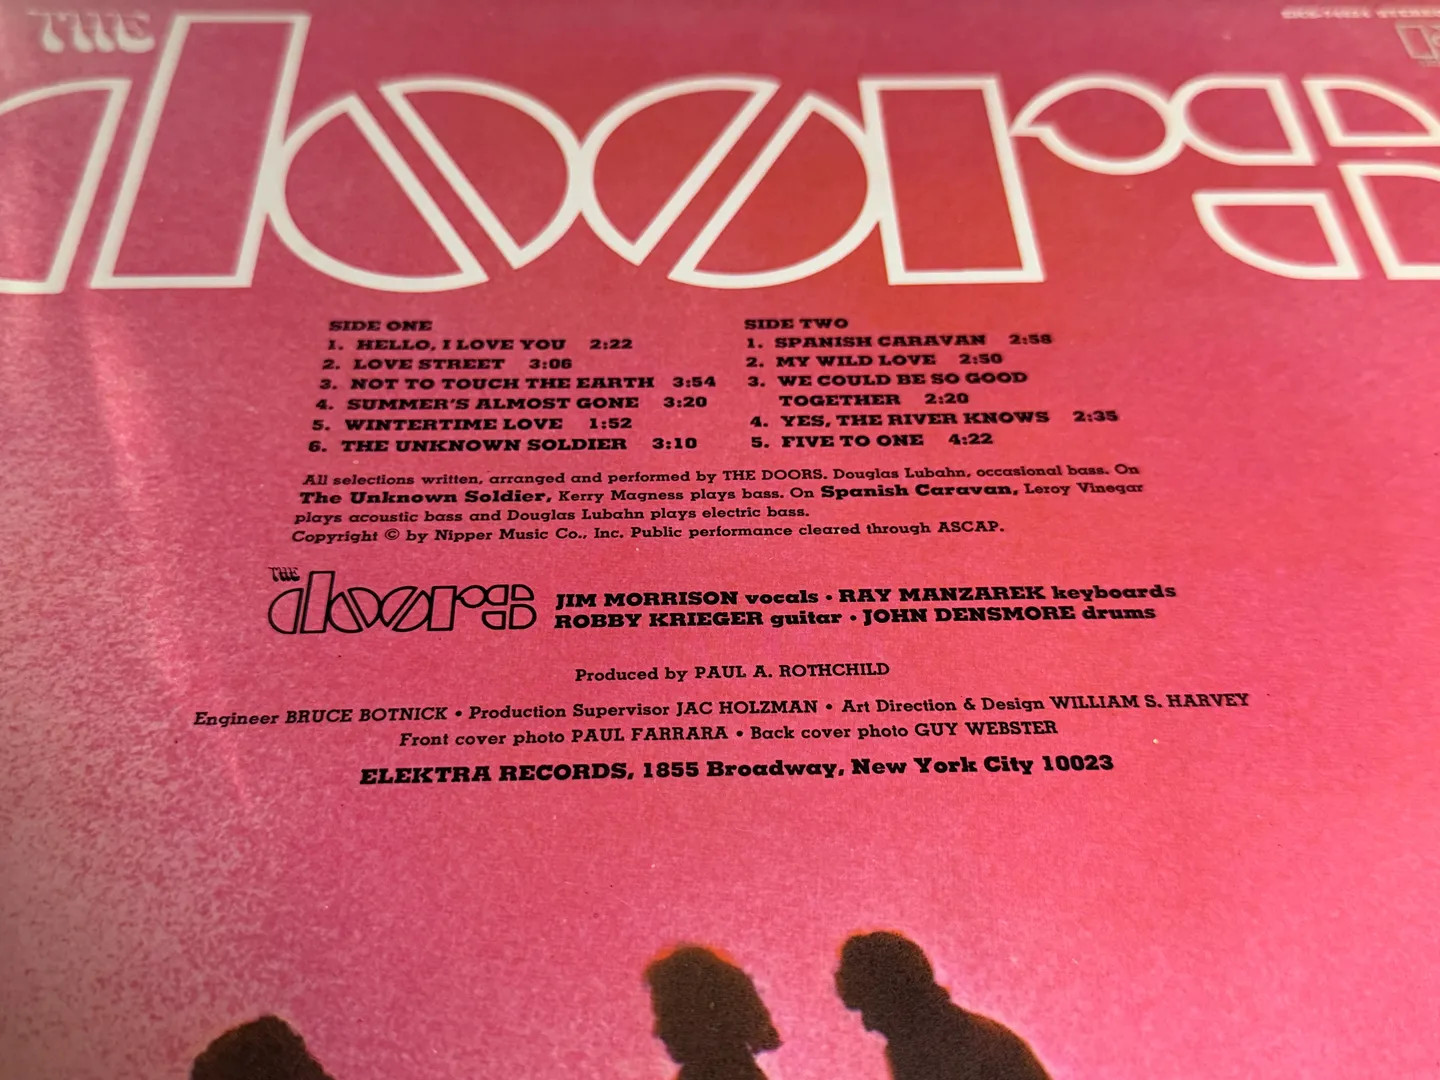 THE
doors
SIDE ONE
1. HELLO, I LOVE YOU 2:22
2. LOVE STREET 3:06
3. NOT TO TOUCH THE EARTH 3:54
4. SUMMER'S ALMOST GONE 3:20
5. WINTERTIME LOVE 1:52
6. THE UNKNOWN SOLDIER 3:10
SIDE TWO
1. SPANISH CARAVAN 2:58
2. MY WILD LOVE 2:50
3. WE COULD BE SO GOOD
TOGETHER 2:20
4. YES, THE RIVER KNOWS 2:35
5. FIVE TO ONE 4:22
All selections written, arranged and performed by THE DOORS. Douglas Lubahn, occasional bass. On
The Unknown Soldier, Kerry Magness plays bass. On Spanish Caravan, Leroy Vinegar
plays acoustic bass and Douglas Lubahn plays electric bass.
Copyright © by Nipper Music Co., Inc. Public performance cleared through ASCAP.
THE
doors
JIM MORRISON vocals • RAY MANZAREK keyboards
ROBBY KRIEGER guitar • JOHN DENSMORE drums
Produced by PAUL A. ROTHCHILD
Engineer BRUCE BOTNICK • Production Supervisor JAC HOLZMAN • Art Direction & Design WILLIAM S. HARVEY
Front cover photo PAUL FARRARA • Back cover photo GUY WEBSTER
ELEKTRA RECORDS, 1855 Broadway, New York City 10023